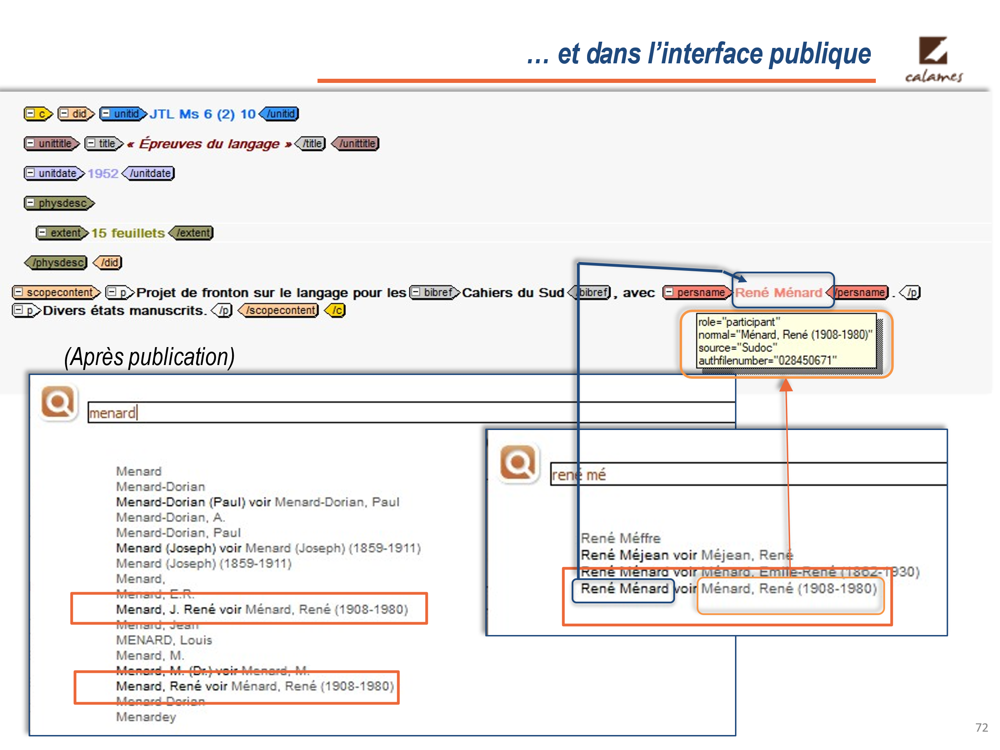 … et dans l’interface publique
calames
c did unitid JTL Ms 6 (2) 10 /unitid
unittitle title « Épreuves du langage » /title /unittitle
unitdate 1952 /unitdate
physdesc
extent 15 feuillets /extent
/physdesc /did
scopecontent p Projet de fronton sur le langage pour les bibref Cahiers du Sud /bibref , avec persname René Ménard /persname . /p
p Divers états manuscrits. /p /scopecontent /c
role="participant"
normal="Ménard, René (1908-1980)"
source="Sudoc"
authfilenumber="028450671"
(Après publication)
menard
Menard
Menard-Dorian
Menard-Dorian (Paul) voir Menard-Dorian, Paul
Menard-Dorian, A.
Menard-Dorian, Paul
Menard (Joseph) voir Menard (Joseph) (1859-1911)
Menard (Joseph) (1859-1911)
Menard,
Menard, E.R.
Menard, J. René voir Ménard, René (1908-1980)
Menard, Jean
MENARD, Louis
Menard, M.
Menard, M. (Dr.) voir Menard, M.
Menard, René voir Ménard, René (1908-1980)
Menard-Dorian
Menardey
rené mé
René Méffre
René Méjean voir Méjean, René
René Ménard voir Ménard, Emile-René (1862-1930)
René Ménard voir Ménard, René (1908-1980)
72